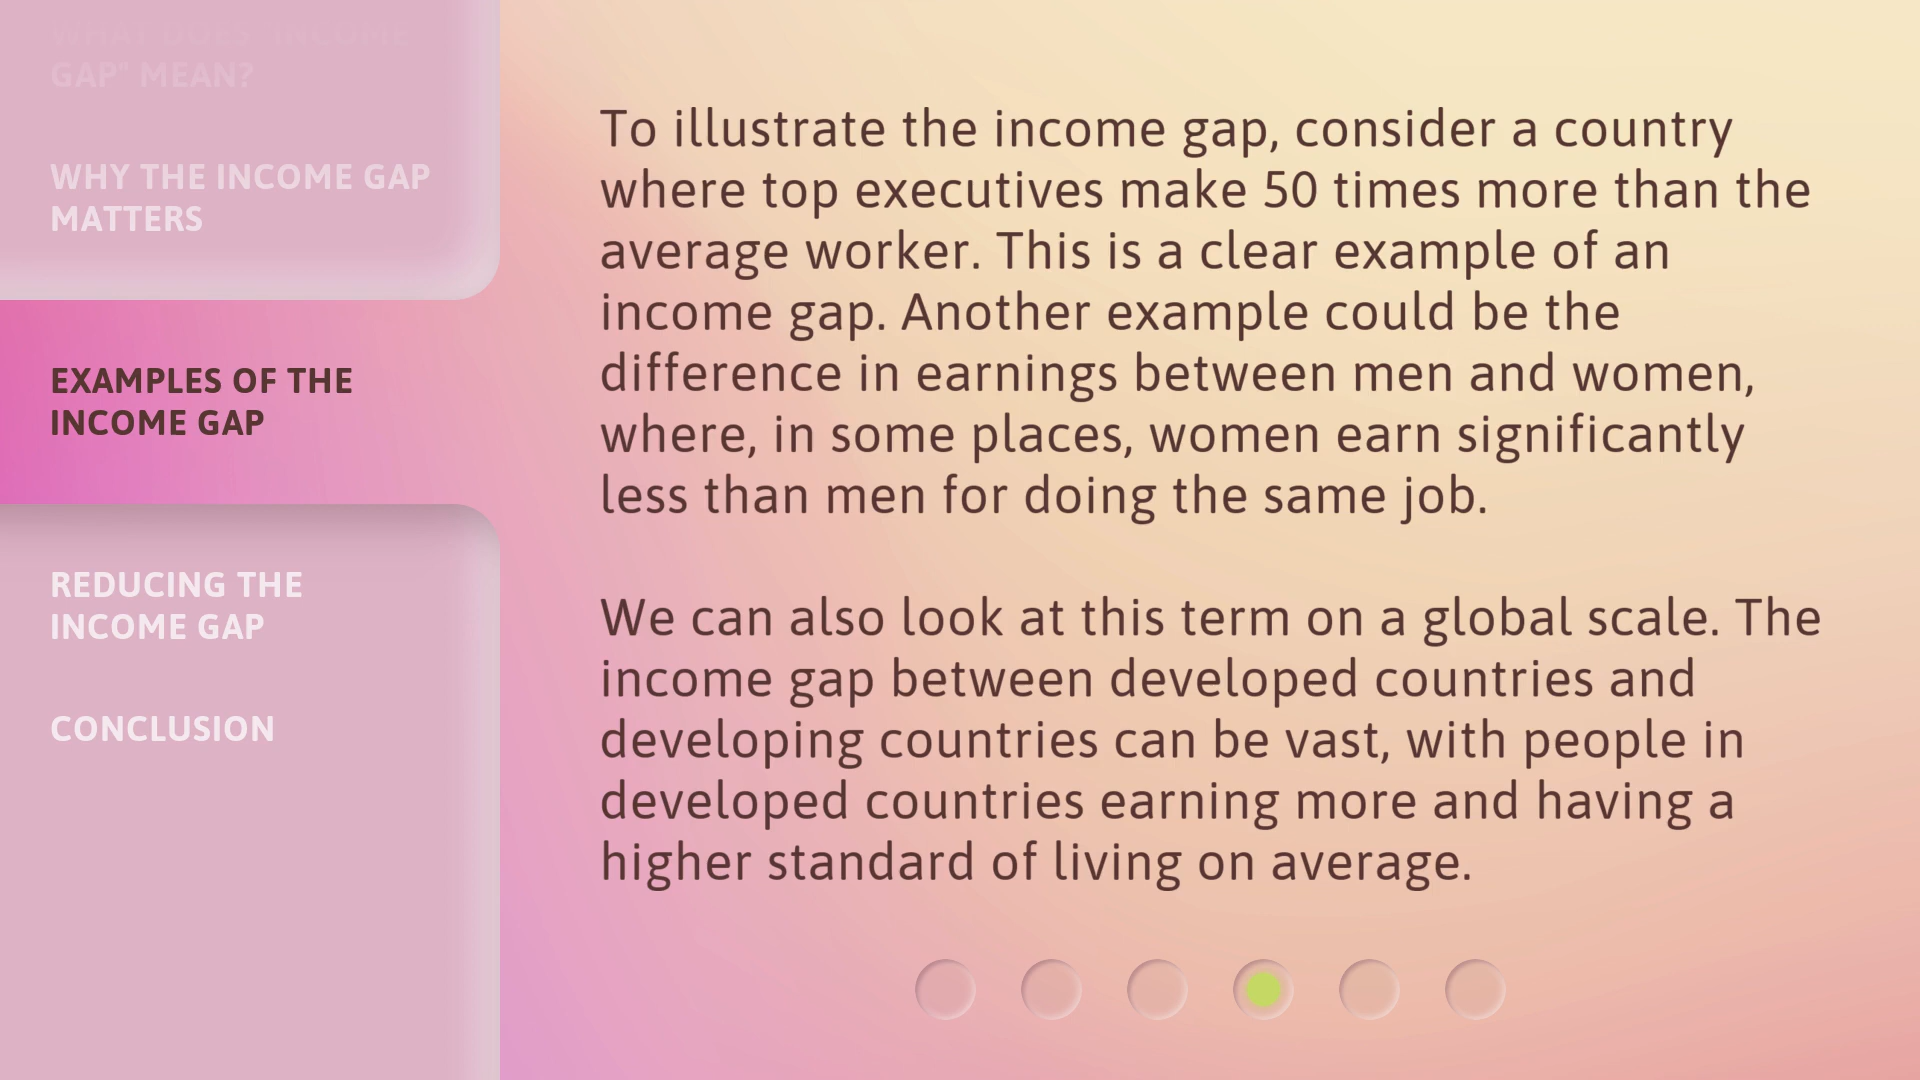 WHAT DOES "INCOME
GAP" MEAN?
WHY THE INCOME GAP
MATTERS
EXAMPLES OF THE
INCOME GAP
REDUCING THE
INCOME GAP
CONCLUSION
To illustrate the income gap, consider a country
where top executives make 50 times more than the
average worker. This is a clear example of an
income gap. Another example could be the
difference in earnings between men and women,
where, in some places, women earn significantly
less than men for doing the same job.
We can also look at this term on a global scale. The
income gap between developed countries and
developing countries can be vast, with people in
developed countries earning more and having a
higher standard of living on average.